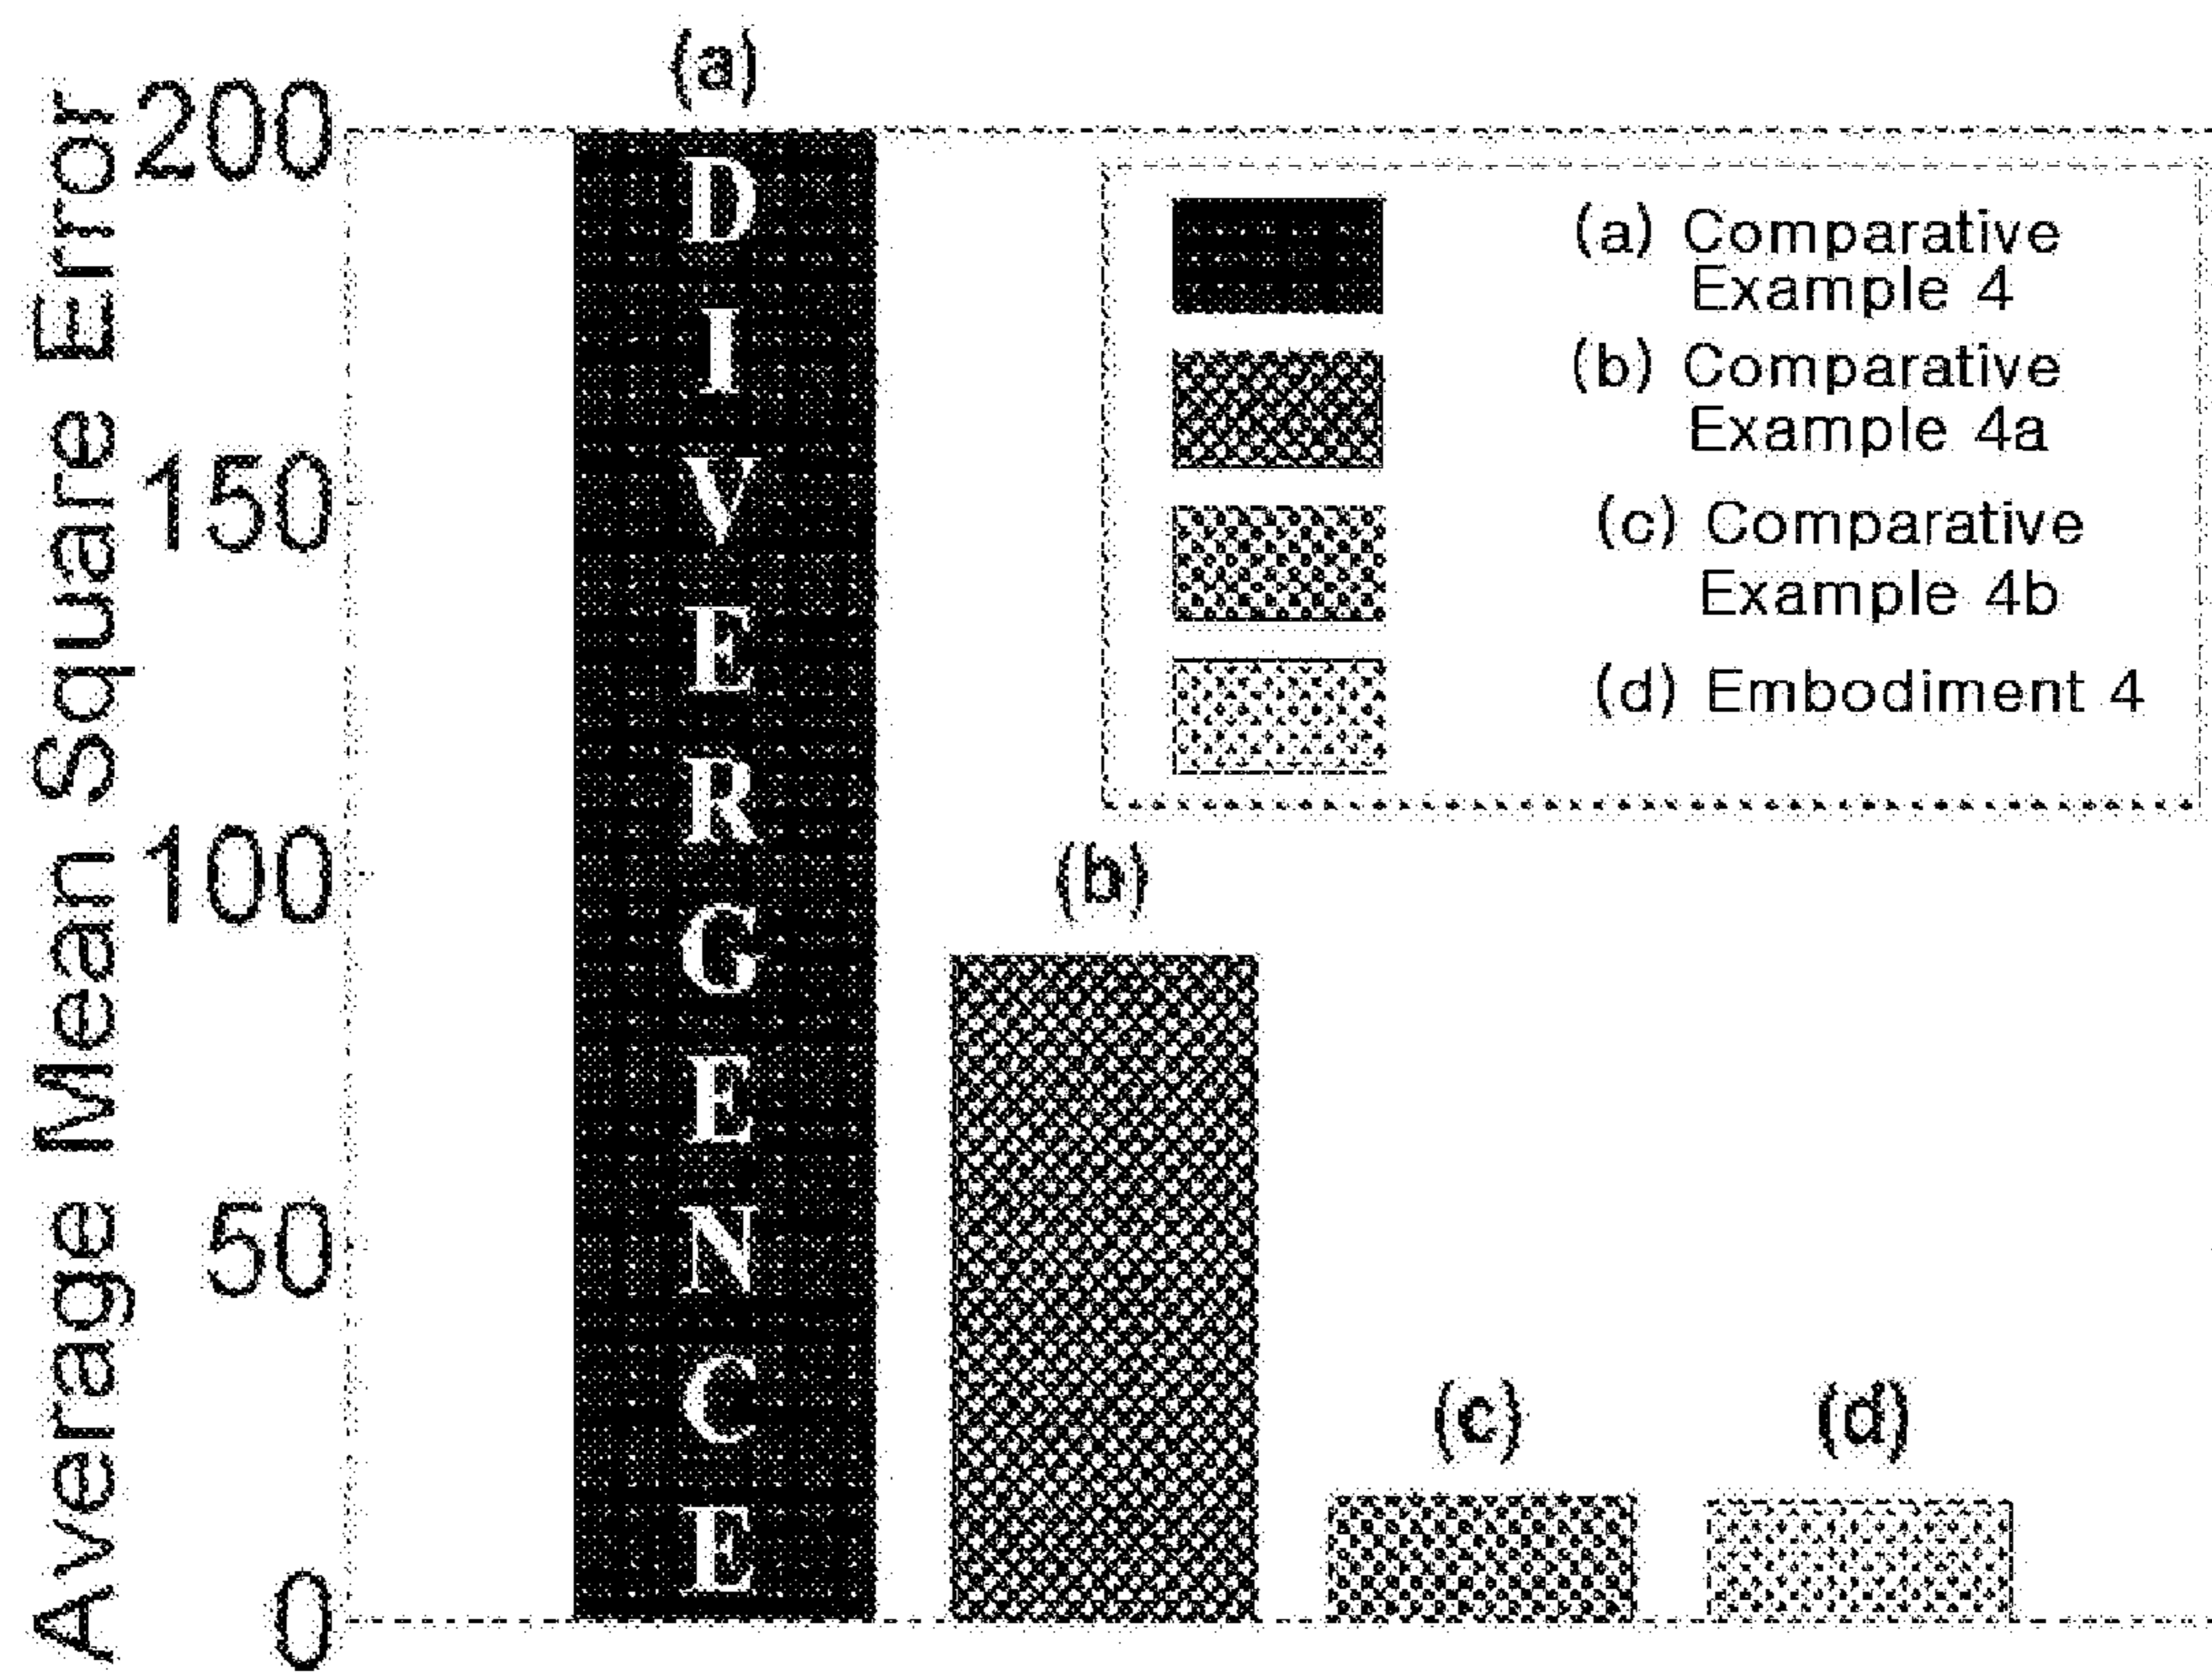 Average Mean Square Error
200
150
100
50
0
(a)
DIVERGENCE
(b)
(c)
(d)
(a) Comparative
Example 4
(b) Comparative
Example 4a
(c) Comparative
Example 4b
(d) Embodiment 4